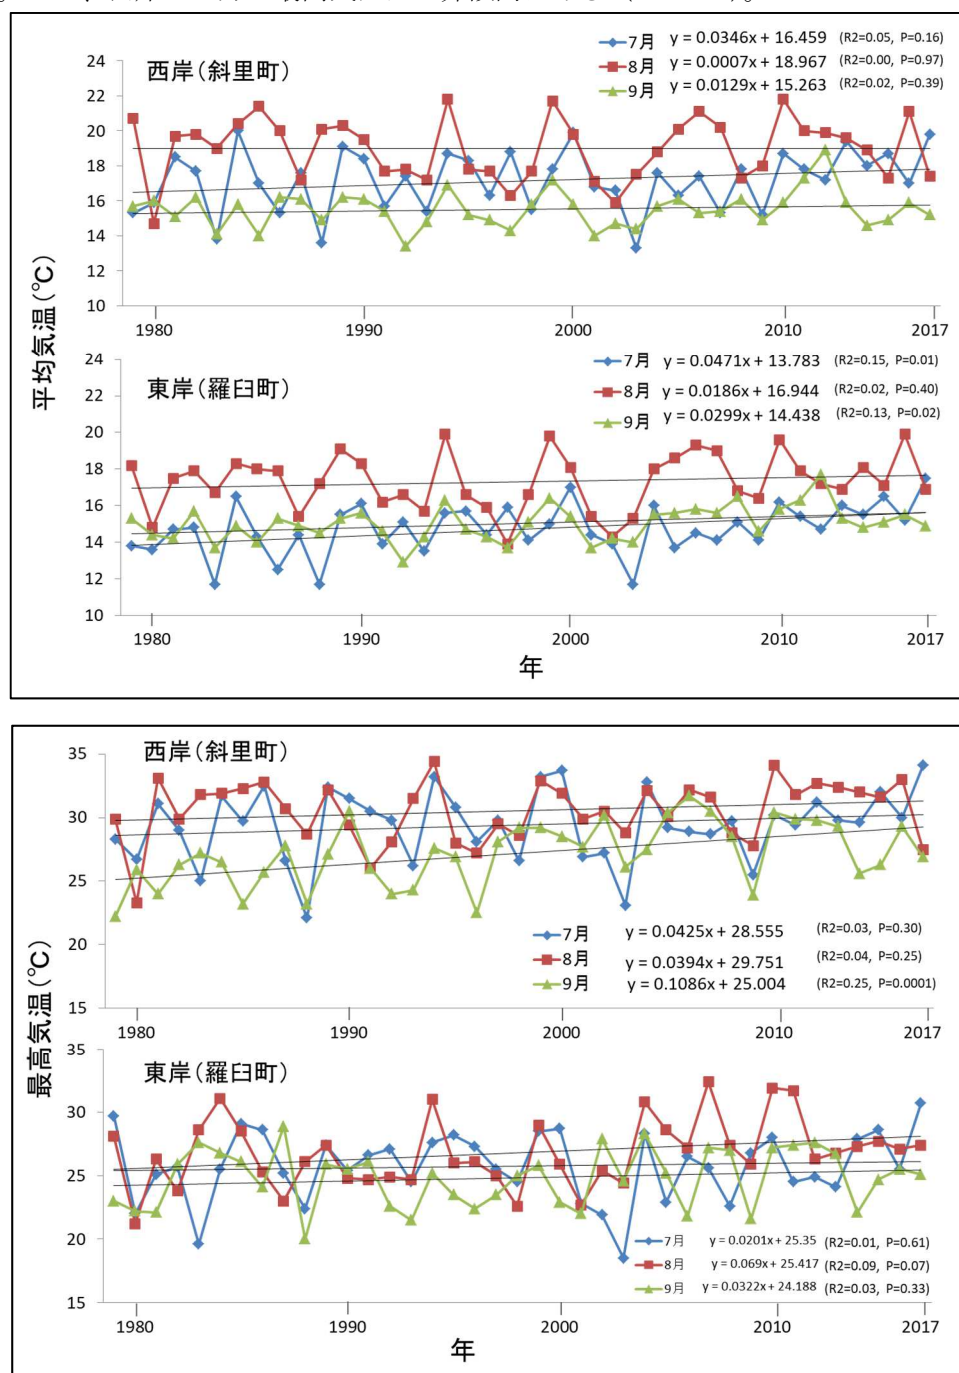 7月 y = 0.0346x + 16.459 (R2=0.05, P=0.16)
西岸(斜里町) 8月 y = 0.0007x + 18.967 (R2=0.00, P=0.97)
9月 y = 0.0129x + 15.263 (R2=0.02, P=0.39)
24
22
20
18
16
14
12
10
1980 1990 2000 2010 2017
平均気温(℃)
7月 y = 0.0471x + 13.783 (R2=0.15, P=0.01)
東岸(羅臼町) 8月 y = 0.0186x + 16.944 (R2=0.02, P=0.40)
9月 y = 0.0299x + 14.438 (R2=0.13, P=0.02)
24
22
20
18
16
14
12
10
1980 1990 2000 2010 2017
年
西岸(斜里町)
35
30
25
20
15
7月 y = 0.0425x + 28.555 (R2=0.03, P=0.30)
8月 y = 0.0394x + 29.751 (R2=0.04, P=0.25)
9月 y = 0.1086x + 25.004 (R2=0.25, P=0.0001)
1980 1990 2000 2010 2017
最高気温(℃)
東岸(羅臼町)
35
30
25
20
15
7月 y = 0.0201x + 25.35 (R2=0.01, P=0.61)
8月 y = 0.069x + 25.417 (R2=0.09, P=0.07)
9月 y = 0.0322x + 24.188 (R2=0.03, P=0.33)
1980 1990 2000 2010 2017
年